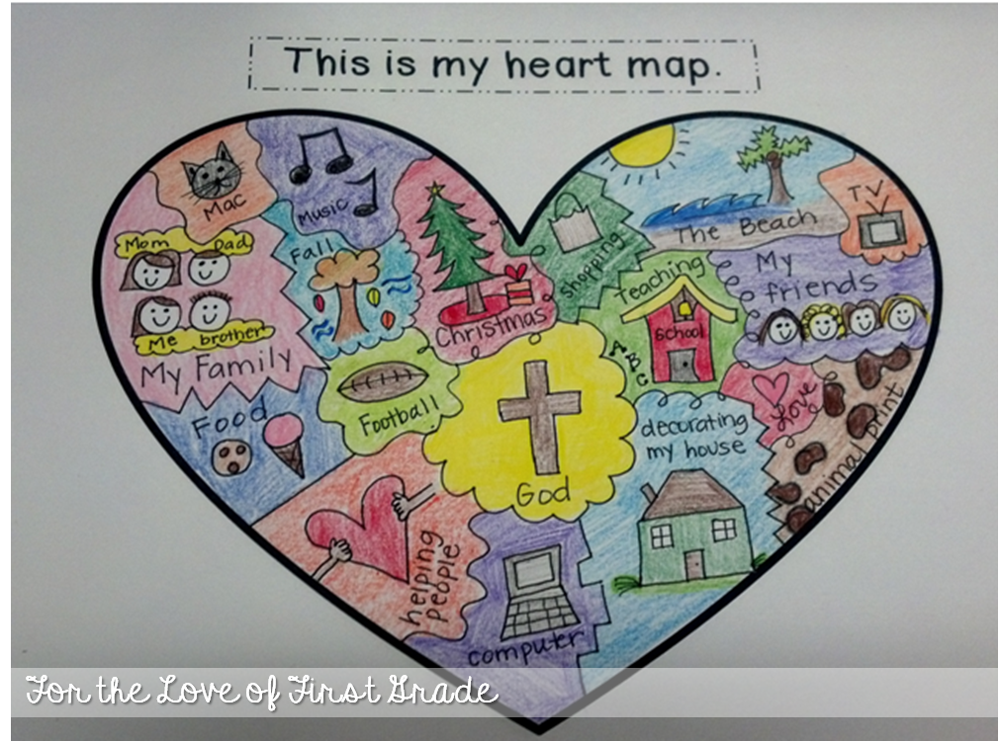 This is my heart map.
Mac
Music
Mom Dad
Me brother
My Family
Fall
Christmas
shopping
The Beach
TV
Teaching
School
ABC
My
friends
Food
Football
God
decorating
my house
Love
animal print
helping
people
computer
For the Love of First Grade